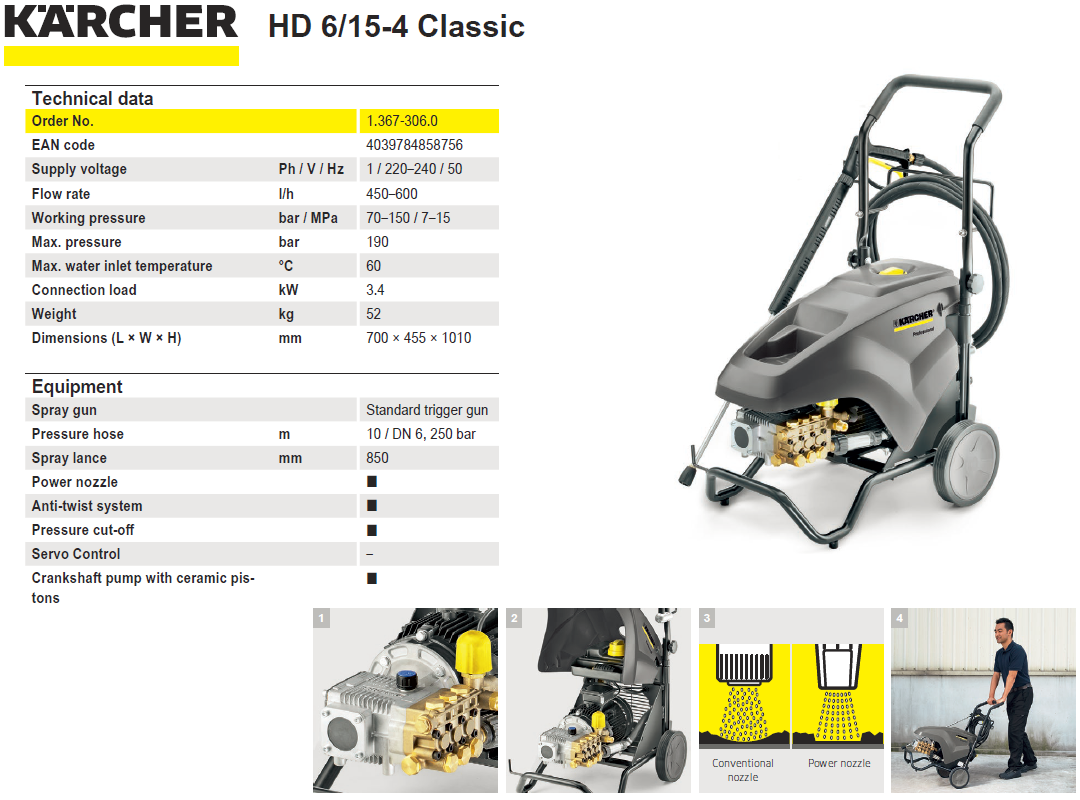 KÄRCHER
HD 6/15-4 Classic
Technical data
Order No. 1.367-306.0
EAN code 4039784858756
Supply voltage Ph / V / Hz 1 / 220–240 / 50
Flow rate l/h 450–600
Working pressure bar / MPa 70–150 / 7–15
Max. pressure bar 190
Max. water inlet temperature °C 60
Connection load kW 3.4
Weight kg 52
Dimensions (L × W × H) mm 700 × 455 × 1010
Equipment
Spray gun Standard trigger gun
Pressure hose m 10 / DN 6, 250 bar
Spray lance mm 850
Power nozzle ■
Anti-twist system ■
Pressure cut-off ■
Servo Control –
Crankshaft pump with ceramic pis- ■
tons
KÄRCHER
Professional
1
2
3
4
Conventional
nozzle
Power nozzle